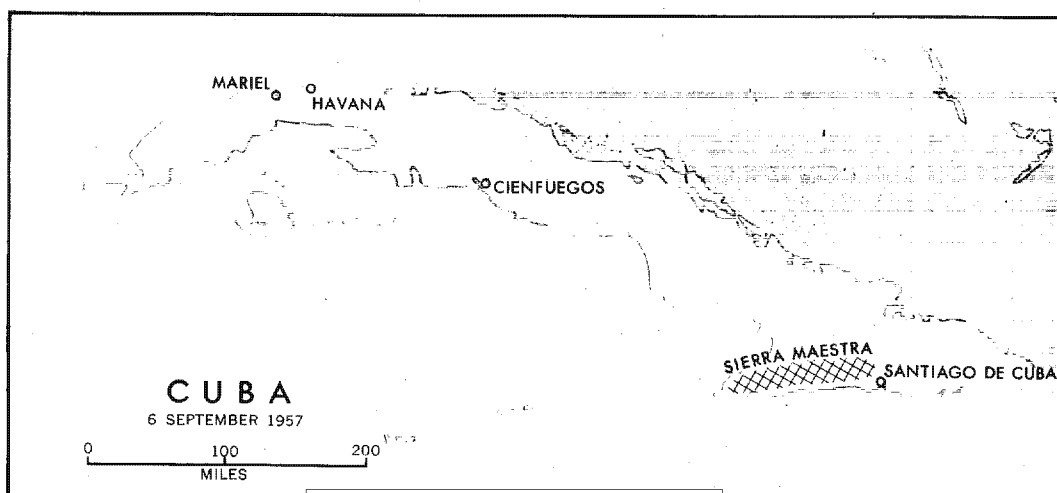 MARIEL
HAVANA
CIENFUEGOS
SIERRA MAESTRA
SANTIAGO DE CUBA
CUBA
6 SEPTEMBER 1957
0 100 200
MILES